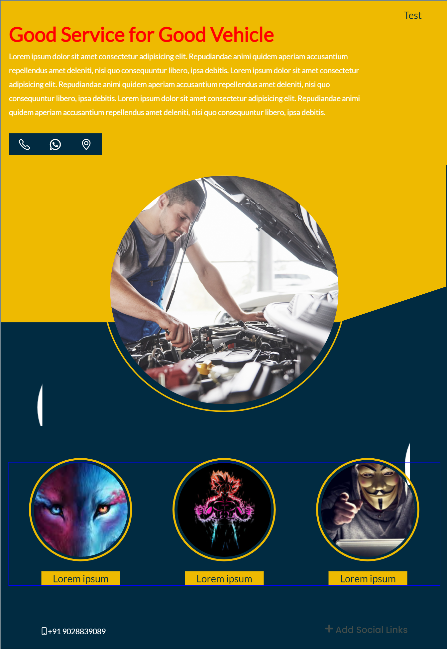 Test
Good Service for Good Vehicle
Lorem ipsum dolor sit amet consectetur adipisicing elit. Repudiandae animi quidem aperiam accusantium
repellendus amet deleniti, nisi quo consequuntur libero, ipsa debitis. Lorem ipsum dolor sit amet consectetur
adipisicing elit. Repudiandae animi quidem aperiam accusantium repellendus amet deleniti, nisi quo
consequuntur libero, ipsa debitis. Lorem ipsum dolor sit amet consectetur adipisicing elit. Repudiandae animi
quidem aperiam accusantium repellendus amet deleniti, nisi quo consequuntur libero, ipsa debitis.
Lorem ipsum Lorem ipsum Lorem ipsum
+91 9028839089 + Add Social Links